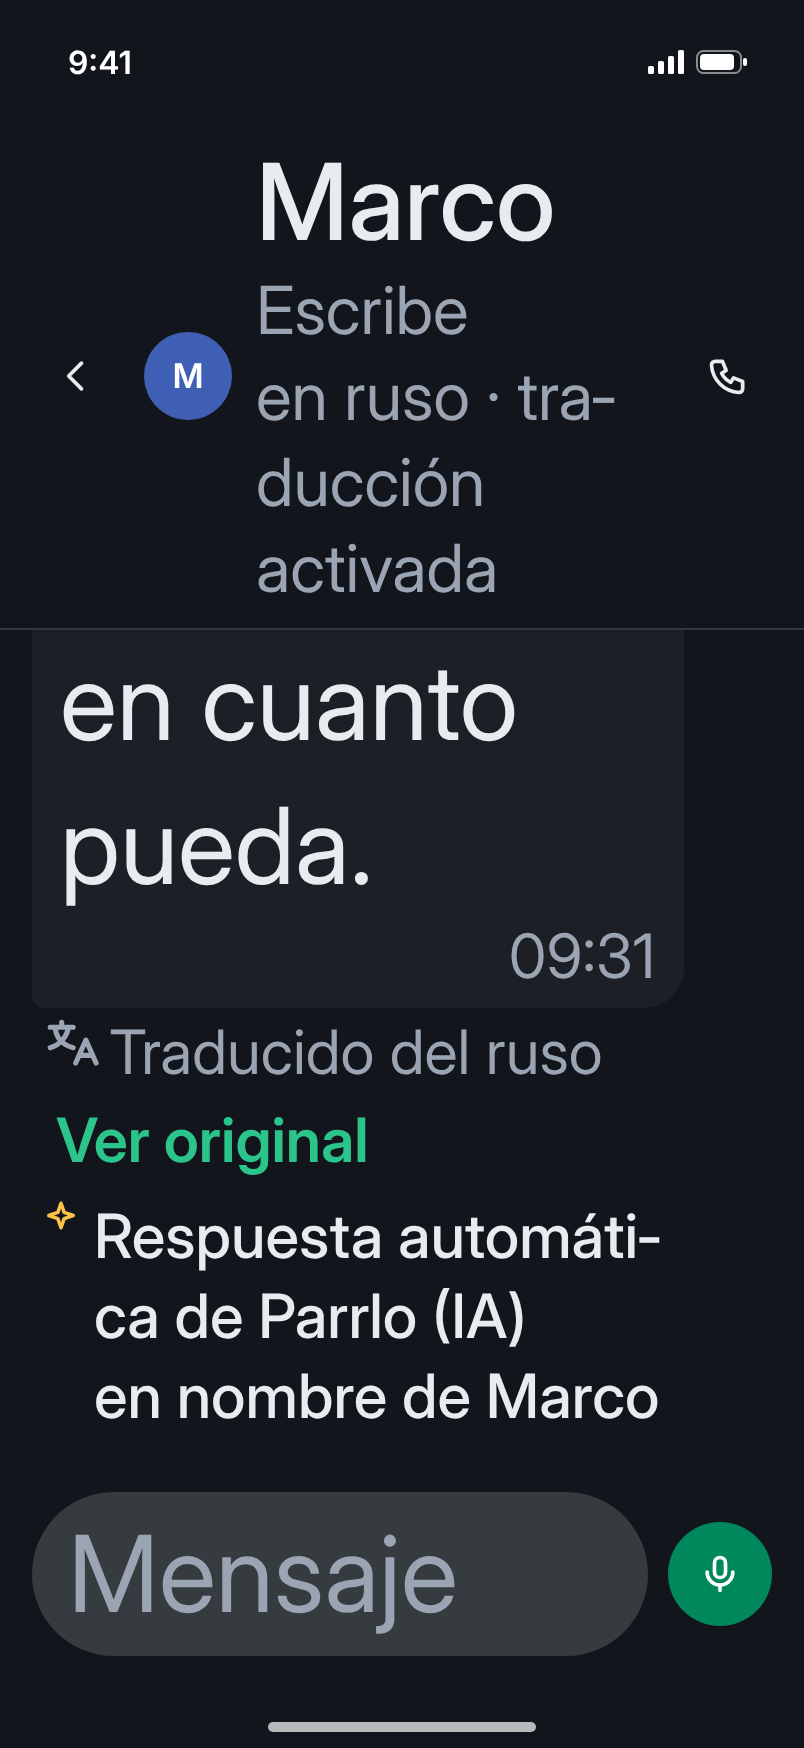 9:41
Marco
Escribe
en ruso · tra-
ducción
activada
M
en cuanto
pueda.
09:31
Traducido del ruso
Ver original
Respuesta automáti-
ca de Parrlo (IA)
en nombre de Marco
Mensaje